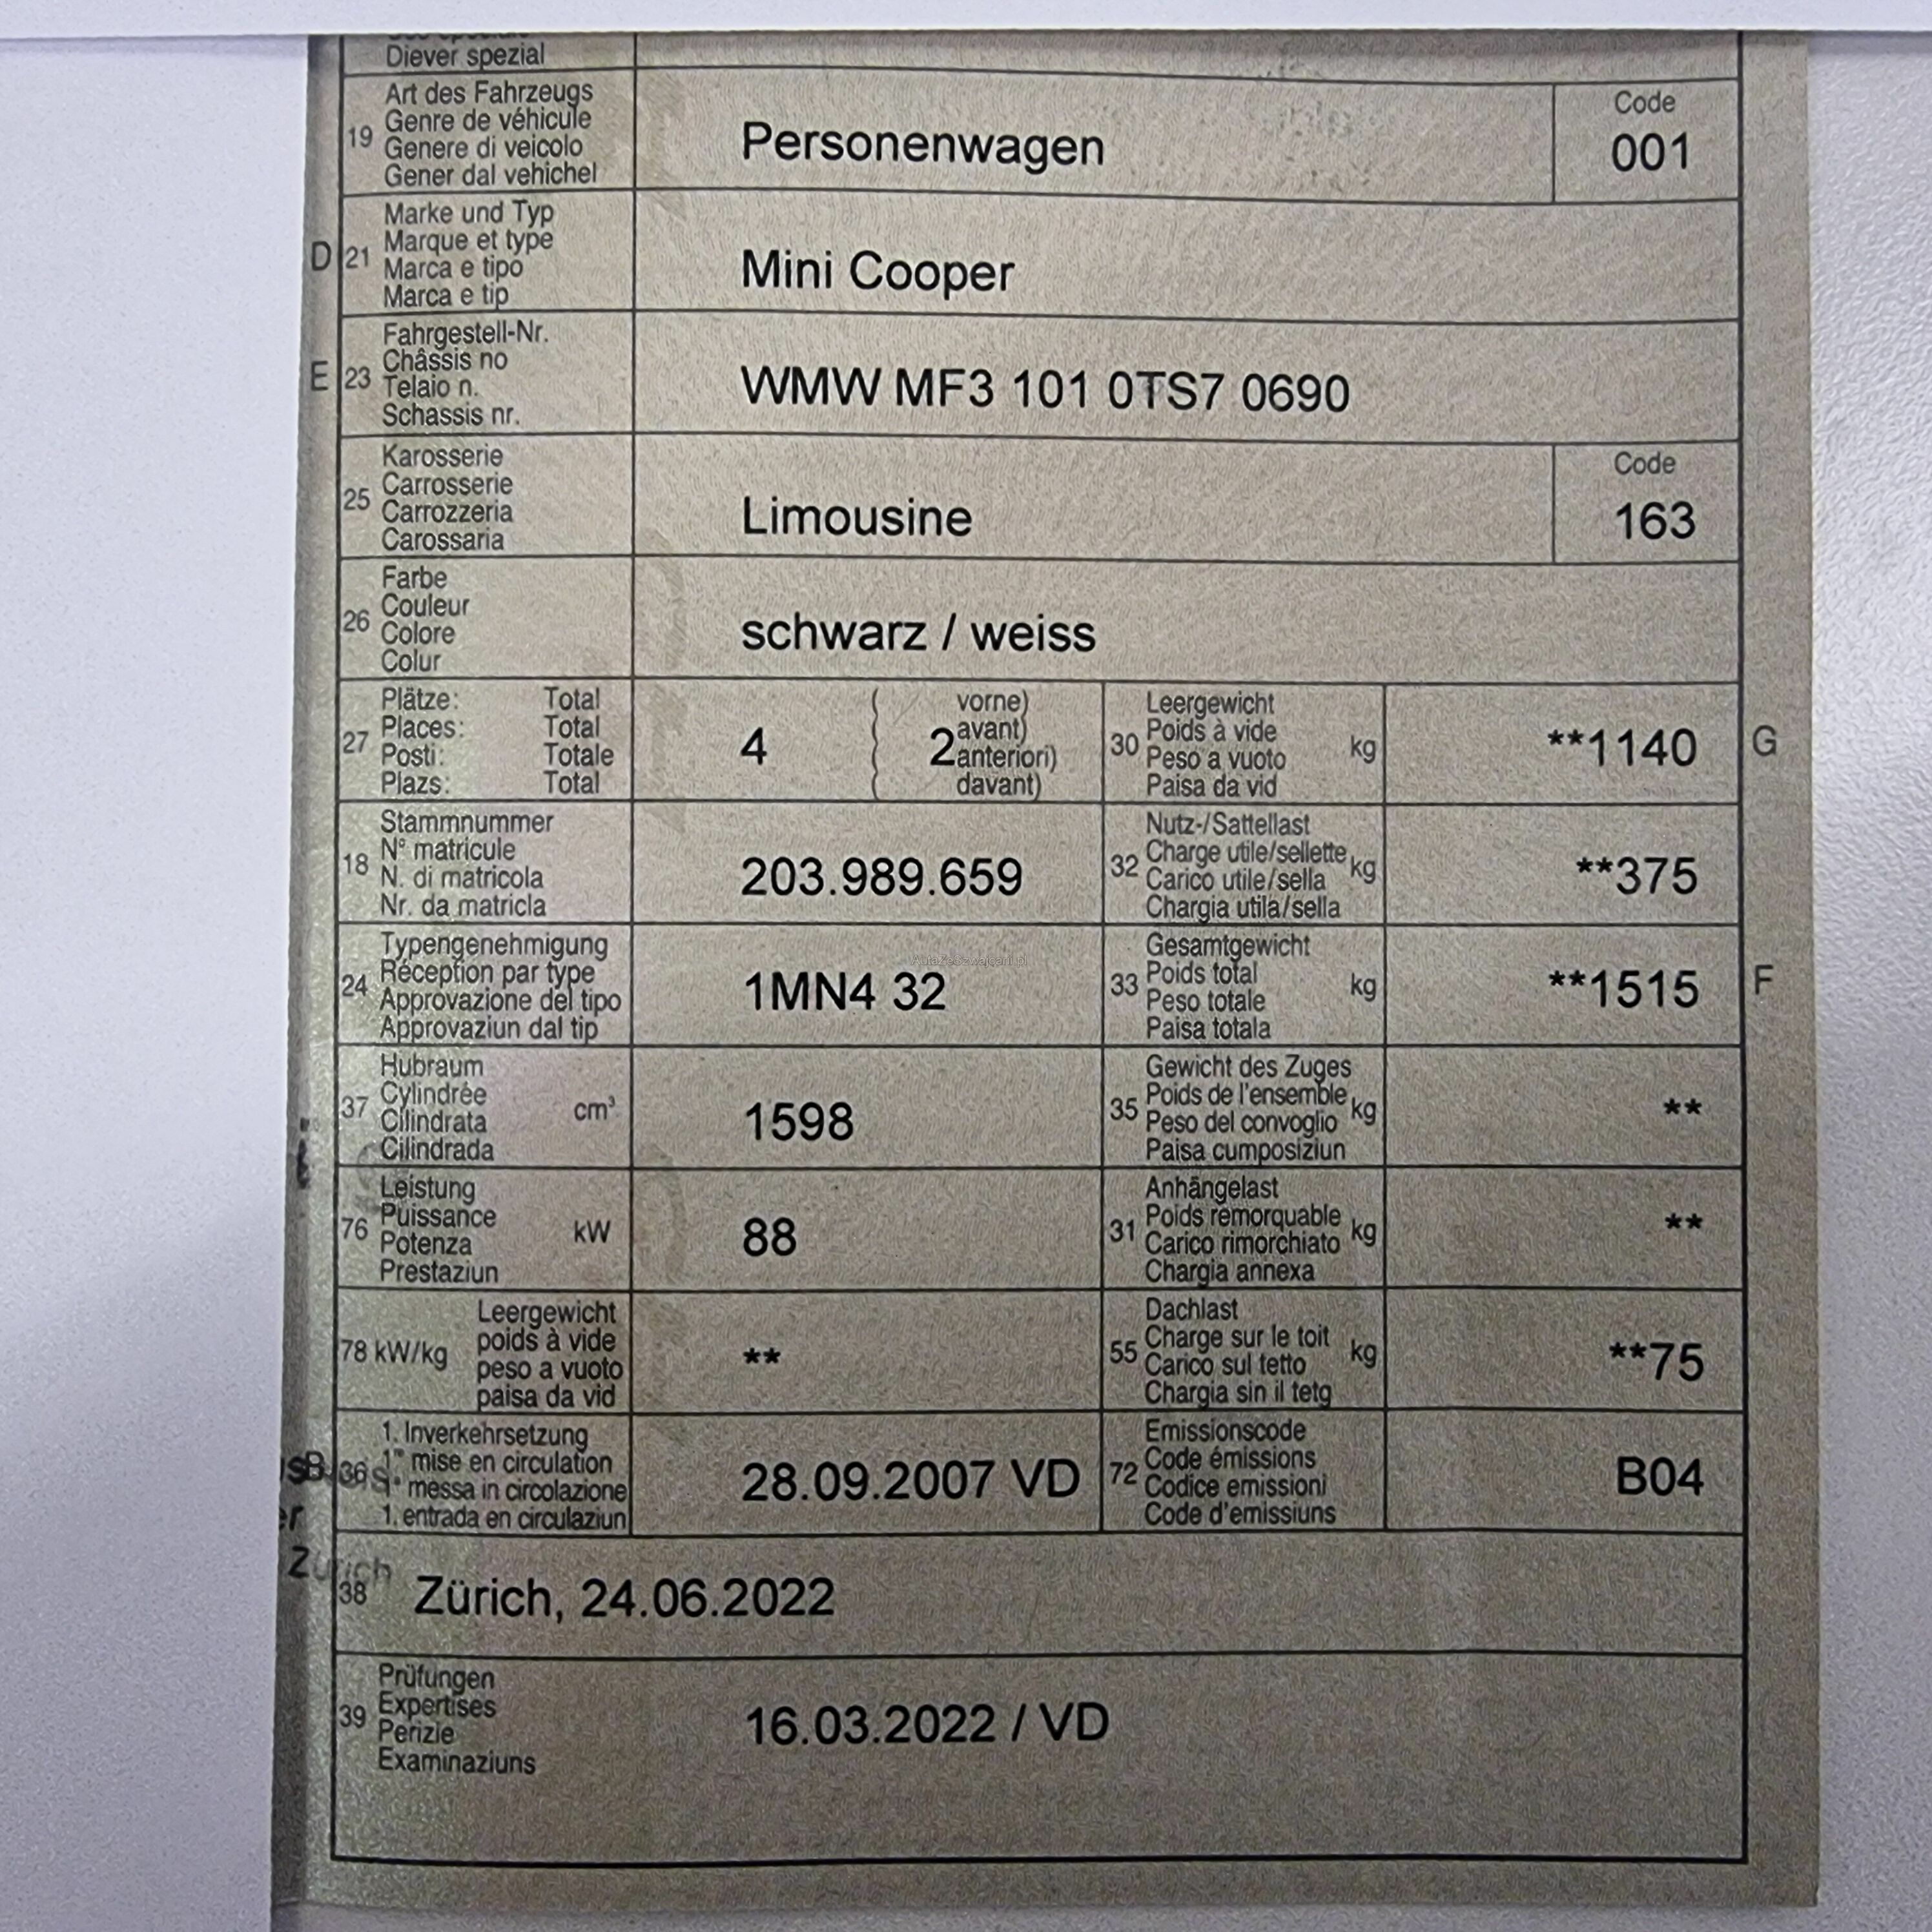 Diever spezial
19 Art des Fahrzeugs
Genre de véhicule
Genere di veicolo
Gener dal vehichel
Personenwagen
Code
001
D 21 Marke und Typ
Marque et type
Marca e tipo
Marca e tip
Mini Cooper
E 23 Fahrgestell-Nr.
Châssis no
Telaio n.
Schassis nr.
WMW MF3 101 0TS7 0690
25 Karosserie
Carrosserie
Carrozzeria
Carossaria
Limousine
Code
163
26 Farbe
Couleur
Colore
Colur
schwarz / weiss
27 Plätze: Total
Places: Total
Posti: Totale
Plazs: Total
4 ( 2 vorne)
avant)
anteriori)
davant)
30 Leergewicht
Poids à vide
Peso a vuoto
Paisa da vid
kg
**1140 G
18 Stammnummer
N° matricule
N. di matricola
Nr. da matricla
203.989.659
32 Nutz-/Sattellast
Charge utile/sellette
Carico utile/sella
Chargia utila/sella
kg
**375
24 Typengenehmigung
Réception par type
Approvazione del tipo
Approvaziun dal tip
1MN4 32
33 Gesamtgewicht
Poids total
Peso totale
Paisa totala
kg
**1515 F
37 Hubraum
Cylindrée
Cilindrata
Cilindrada
cm³
1598
35 Gewicht des Zuges
Poids de l'ensemble
Peso del convoglio
Paisa cumposiziun
kg
**
76 Leistung
Puissance
Potenza
Prestaziun
kW
88
31 Anhängelast
Poids remorquable
Carico rimorchiato
Chargia annexa
kg
**
78 kW/kg Leergewicht
poids à vide
peso a vuoto
paisa da vid
**
55 Dachlast
Charge sur le toit
Carico sul tetto
Chargia sin il tetg
kg
**75
B 36 1. Inverkehrsetzung
1re mise en circulation
1a messa in circolazione
1. entrada en circulaziun
28.09.2007 VD
72 Emissionscode
Code émissions
Codice emissioni
Code d'emissiuns
B04
Zürich
38 Zürich, 24.06.2022
39 Prüfungen
Expertises
Perizie
Examinaziuns
16.03.2022 / VD